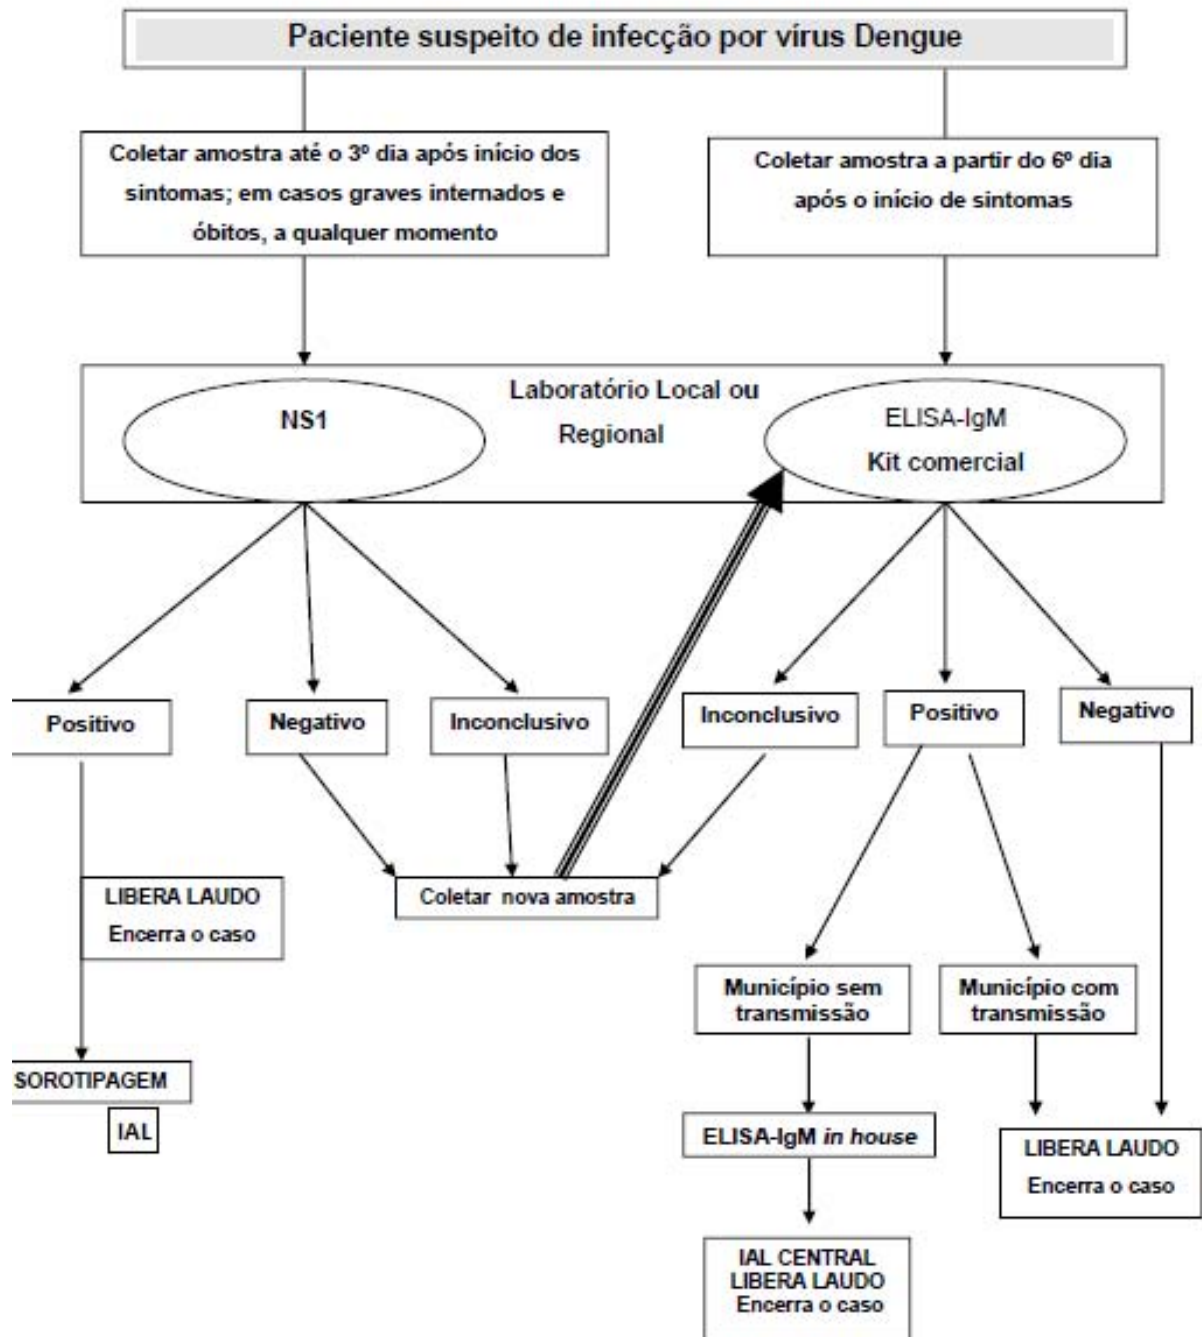 Paciente suspeito de infecção por vírus Dengue
Coletar amostra até o 3º dia após início dos
sintomas; em casos graves internados e
óbitos, a qualquer momento
Coletar amostra a partir do 6º dia
após o início de sintomas
Laboratório Local ou
Regional
NS1
ELISA-IgM
Kit comercial
Positivo
Negativo
Inconclusivo
Inconclusivo
Positivo
Negativo
LIBERA LAUDO
Encerra o caso
Coletar nova amostra
Município sem
transmissão
Município com
transmissão
SOROTIPAGEM
IAL
ELISA-IgM in house
LIBERA LAUDO
Encerra o caso
IAL CENTRAL
LIBERA LAUDO
Encerra o caso